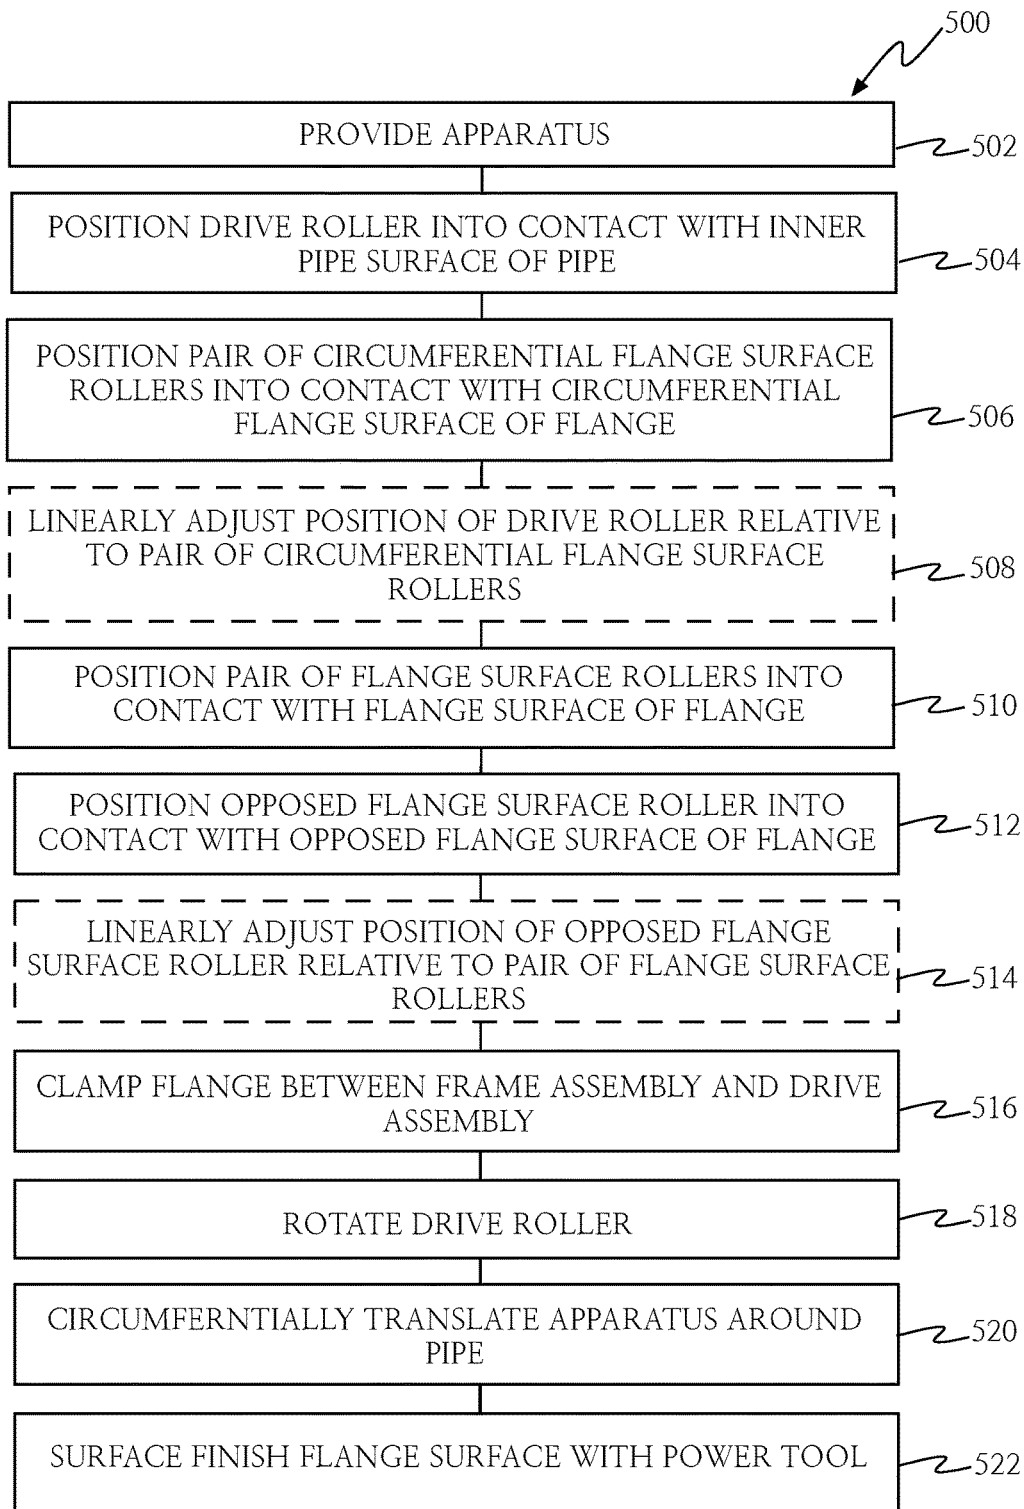 500
PROVIDE APPARATUS
502
POSITION DRIVE ROLLER INTO CONTACT WITH INNER
PIPE SURFACE OF PIPE
504
POSITION PAIR OF CIRCUMFERENTIAL FLANGE SURFACE
ROLLERS INTO CONTACT WITH CIRCUMFERENTIAL
FLANGE SURFACE OF FLANGE
506
LINEARLY ADJUST POSITION OF DRIVE ROLLER RELATIVE
TO PAIR OF CIRCUMFERENTIAL FLANGE SURFACE
ROLLERS
508
POSITION PAIR OF FLANGE SURFACE ROLLERS INTO
CONTACT WITH FLANGE SURFACE OF FLANGE
510
POSITION OPPOSED FLANGE SURFACE ROLLER INTO
CONTACT WITH OPPOSED FLANGE SURFACE OF FLANGE
512
LINEARLY ADJUST POSITION OF OPPOSED FLANGE
SURFACE ROLLER RELATIVE TO PAIR OF FLANGE SURFACE
ROLLERS
514
CLAMP FLANGE BETWEEN FRAME ASSEMBLY AND DRIVE
ASSEMBLY
516
ROTATE DRIVE ROLLER
518
CIRCUMFERNTIALLY TRANSLATE APPARATUS AROUND
PIPE
520
SURFACE FINISH FLANGE SURFACE WITH POWER TOOL
522